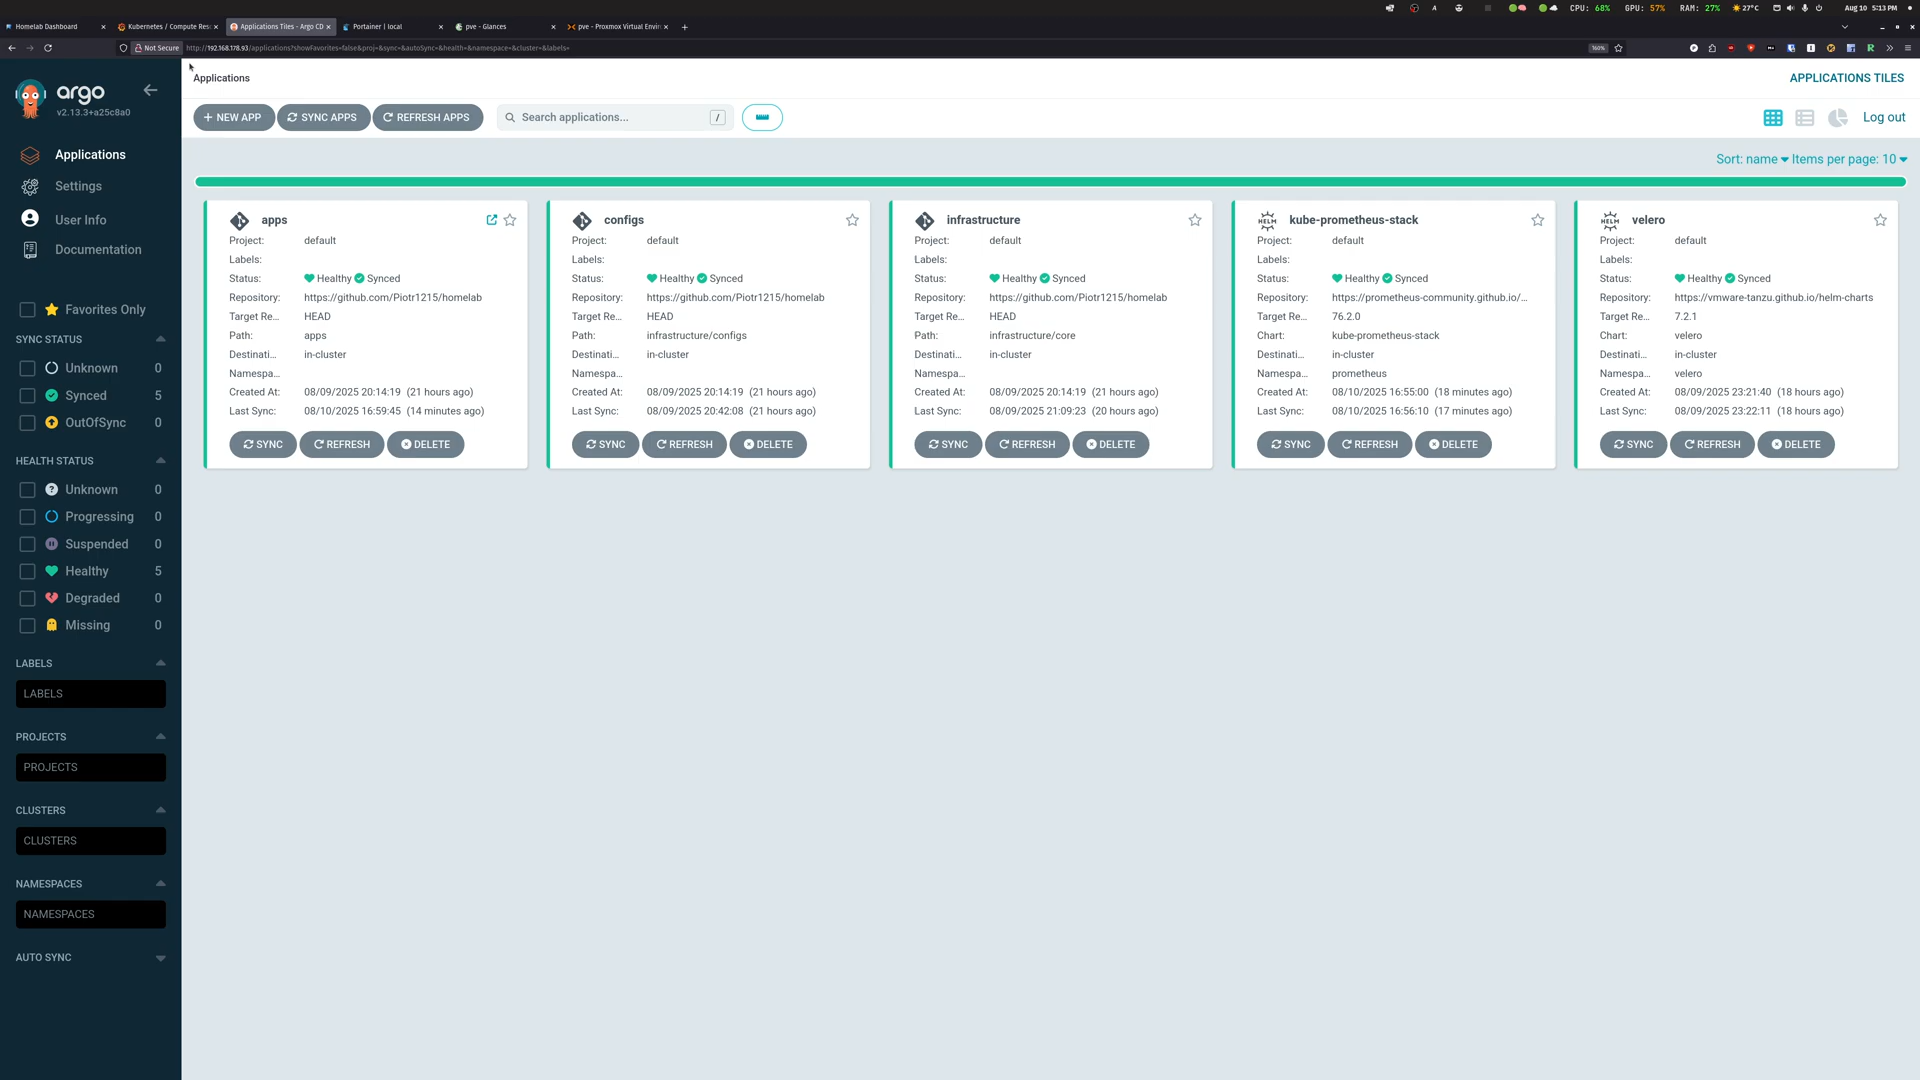 CPU: 68% GPU: 57% RAM: 27% 27°C Aug 10 5:13 PM
Homelab Dashboard
Kubernetes / Compute Res
Applications Tiles - Argo CD
Portainer | local
pve - Glances
pve - Proxmox Virtual Envir
Not Secure
http://192.168.178.93/applications?showFavorites=false&proj=&sync=&autoSync=&health=&namespace=&cluster=&labels=
160%
argo
v2.13.3+a25c8a0
Applications
Settings
User Info
Documentation
Favorites Only
SYNC STATUS
Unknown 0
Synced 5
OutOfSync 0
HEALTH STATUS
Unknown 0
Progressing 0
Suspended 0
Healthy 5
Degraded 0
Missing 0
LABELS
LABELS
PROJECTS
PROJECTS
CLUSTERS
CLUSTERS
NAMESPACES
NAMESPACES
AUTO SYNC
Applications
APPLICATIONS TILES
NEW APP
SYNC APPS
REFRESH APPS
Search applications...
/
Log out
Sort: name Items per page: 10
apps
Project: default
Labels:
Status: Healthy Synced
Repository: https://github.com/Piotr1215/homelab
Target Re... HEAD
Path: apps
Destinati... in-cluster
Namespa...
Created At: 08/09/2025 20:14:19 (21 hours ago)
Last Sync: 08/10/2025 16:59:45 (14 minutes ago)
SYNC REFRESH DELETE
configs
Project: default
Labels:
Status: Healthy Synced
Repository: https://github.com/Piotr1215/homelab
Target Re... HEAD
Path: infrastructure/configs
Destinati... in-cluster
Namespa...
Created At: 08/09/2025 20:14:19 (21 hours ago)
Last Sync: 08/09/2025 20:42:08 (21 hours ago)
SYNC REFRESH DELETE
infrastructure
Project: default
Labels:
Status: Healthy Synced
Repository: https://github.com/Piotr1215/homelab
Target Re... HEAD
Path: infrastructure/core
Destinati... in-cluster
Namespa...
Created At: 08/09/2025 20:14:19 (21 hours ago)
Last Sync: 08/09/2025 21:09:23 (20 hours ago)
SYNC REFRESH DELETE
HELM
kube-prometheus-stack
Project: default
Labels:
Status: Healthy Synced
Repository: https://prometheus-community.github.io/...
Target Re... 76.2.0
Chart: kube-prometheus-stack
Destinati... in-cluster
Namespa... prometheus
Created At: 08/10/2025 16:55:00 (18 minutes ago)
Last Sync: 08/10/2025 16:56:10 (17 minutes ago)
SYNC REFRESH DELETE
HELM
velero
Project: default
Labels:
Status: Healthy Synced
Repository: https://vmware-tanzu.github.io/helm-charts
Target Re... 7.2.1
Chart: velero
Destinati... in-cluster
Namespa... velero
Created At: 08/09/2025 23:21:40 (18 hours ago)
Last Sync: 08/09/2025 23:22:11 (18 hours ago)
SYNC REFRESH DELETE